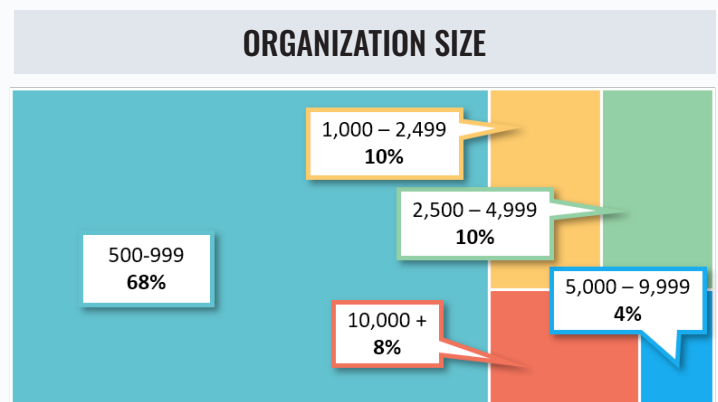 ORGANIZATION SIZE
1,000 – 2,499
10%
2,500 – 4,999
10%
500-999
68%
5,000 – 9,999
4%
10,000 +
8%